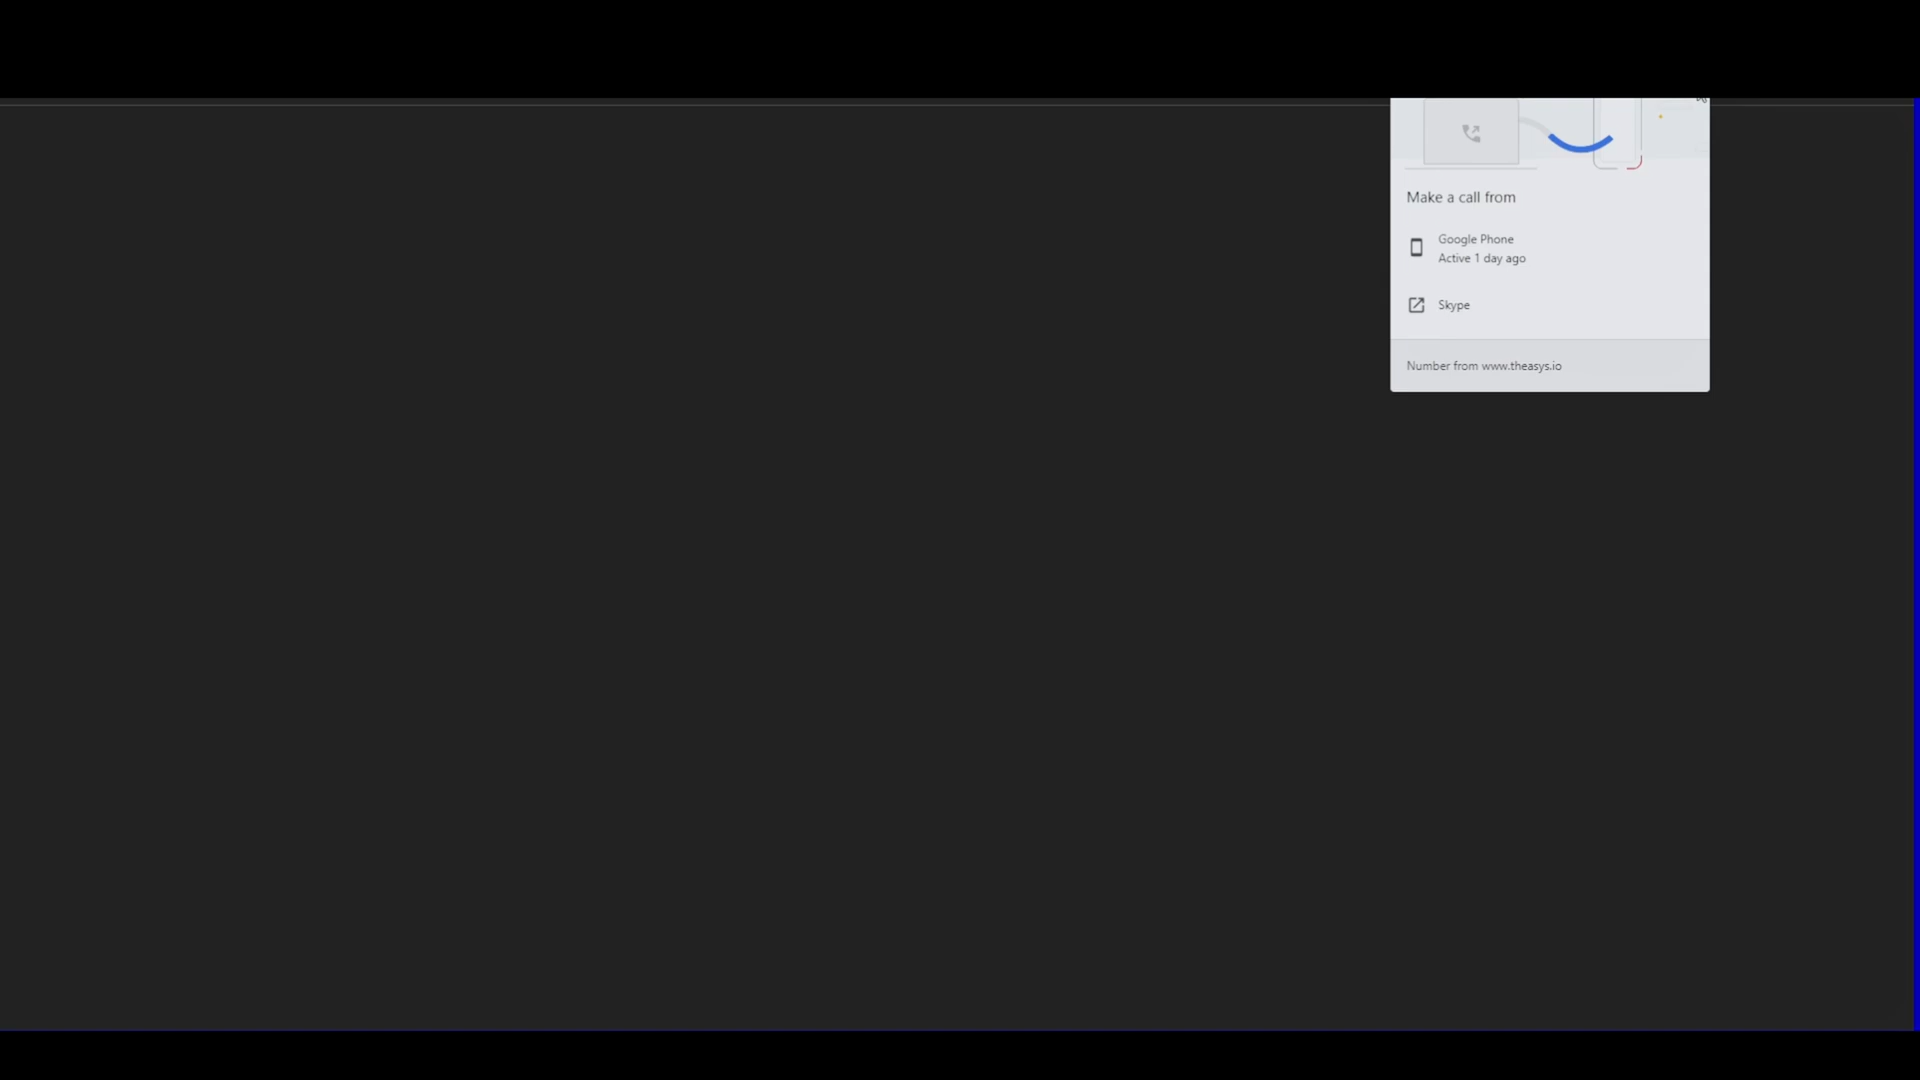 Make a call from
Google Phone
Active 1 day ago
Skype
Number from www.theasys.io